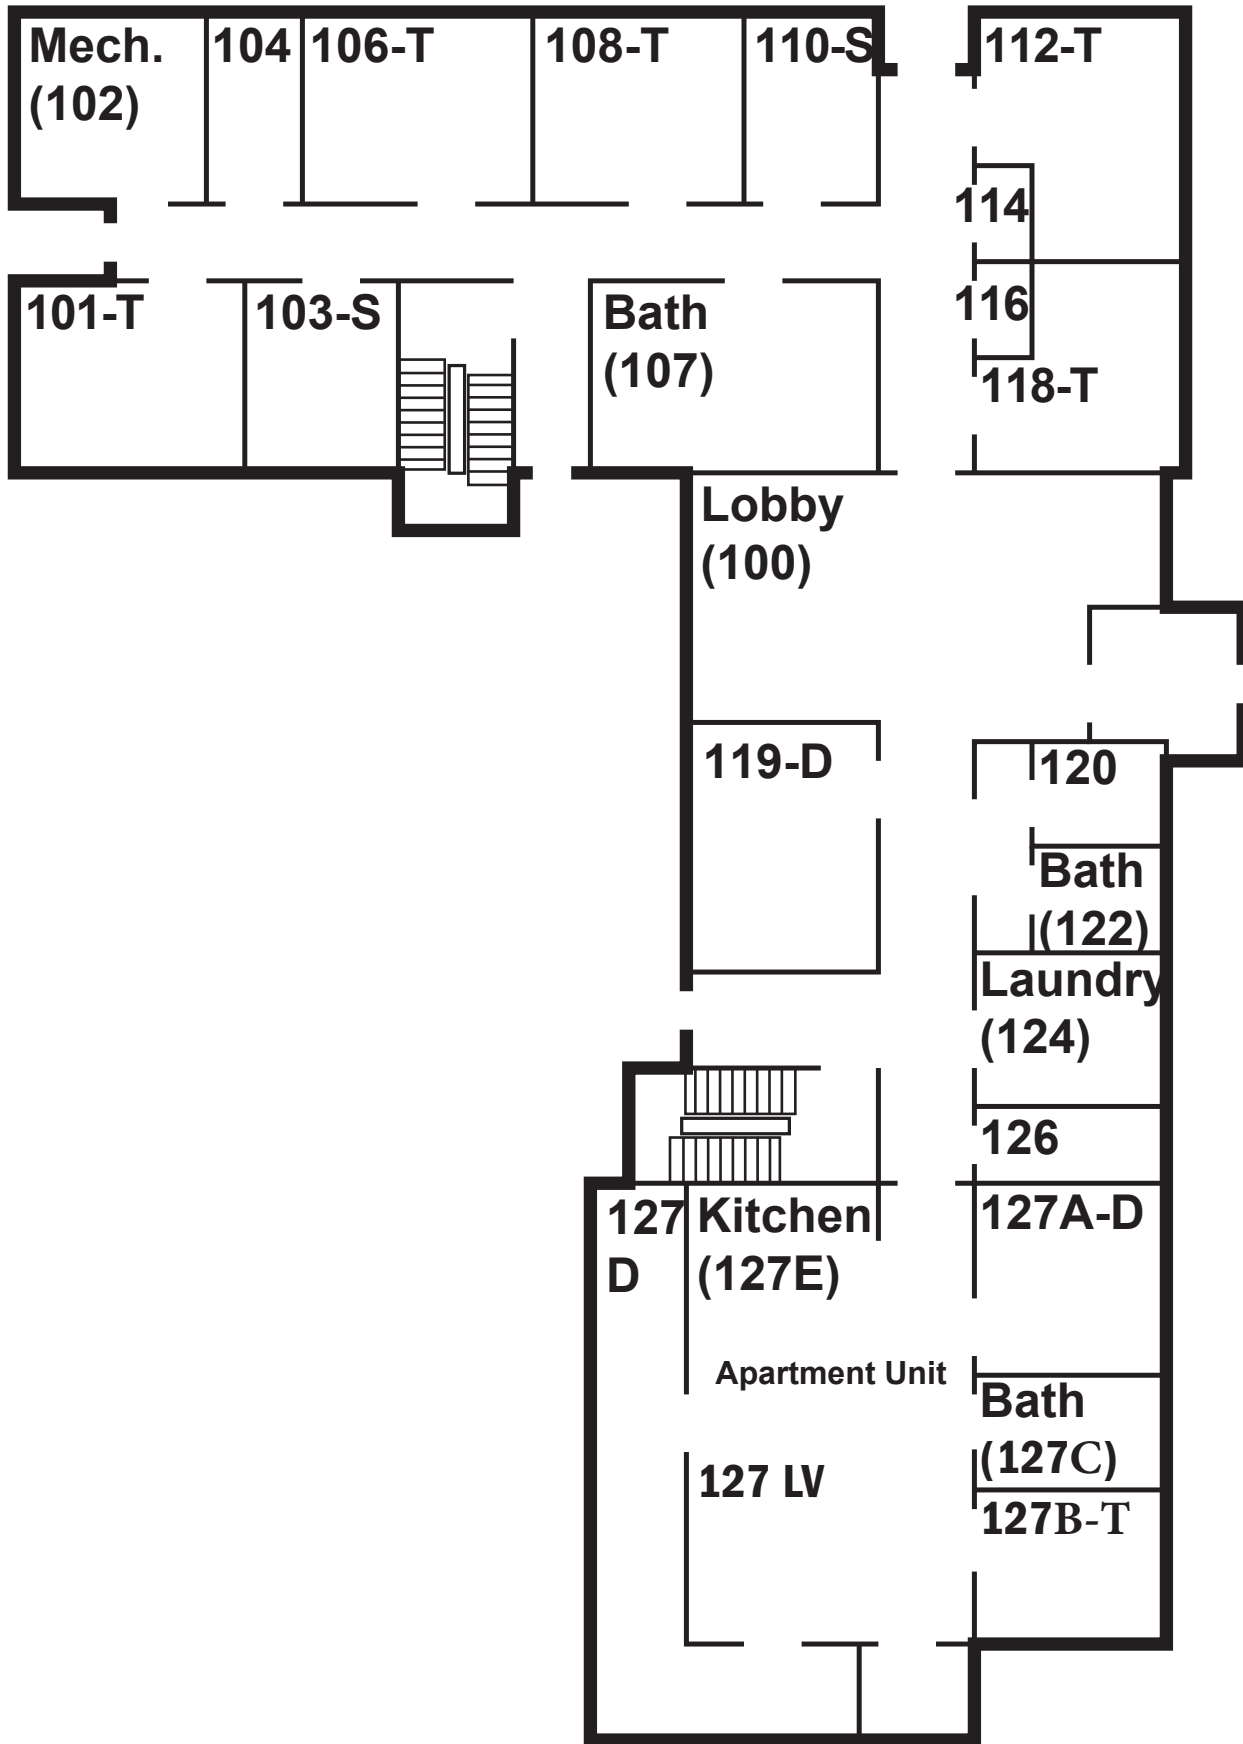 Mech.
(102)
104
106-T
108-T
110-S
112-T
114
116
118-T
101-T
103-S
Bath
(107)
Lobby
(100)
119-D
120
Bath
(122)
Laundry
(124)
126
127
D
Kitchen
(127E)
127A-D
Apartment Unit
Bath
(127C)
127 LV
127B-T